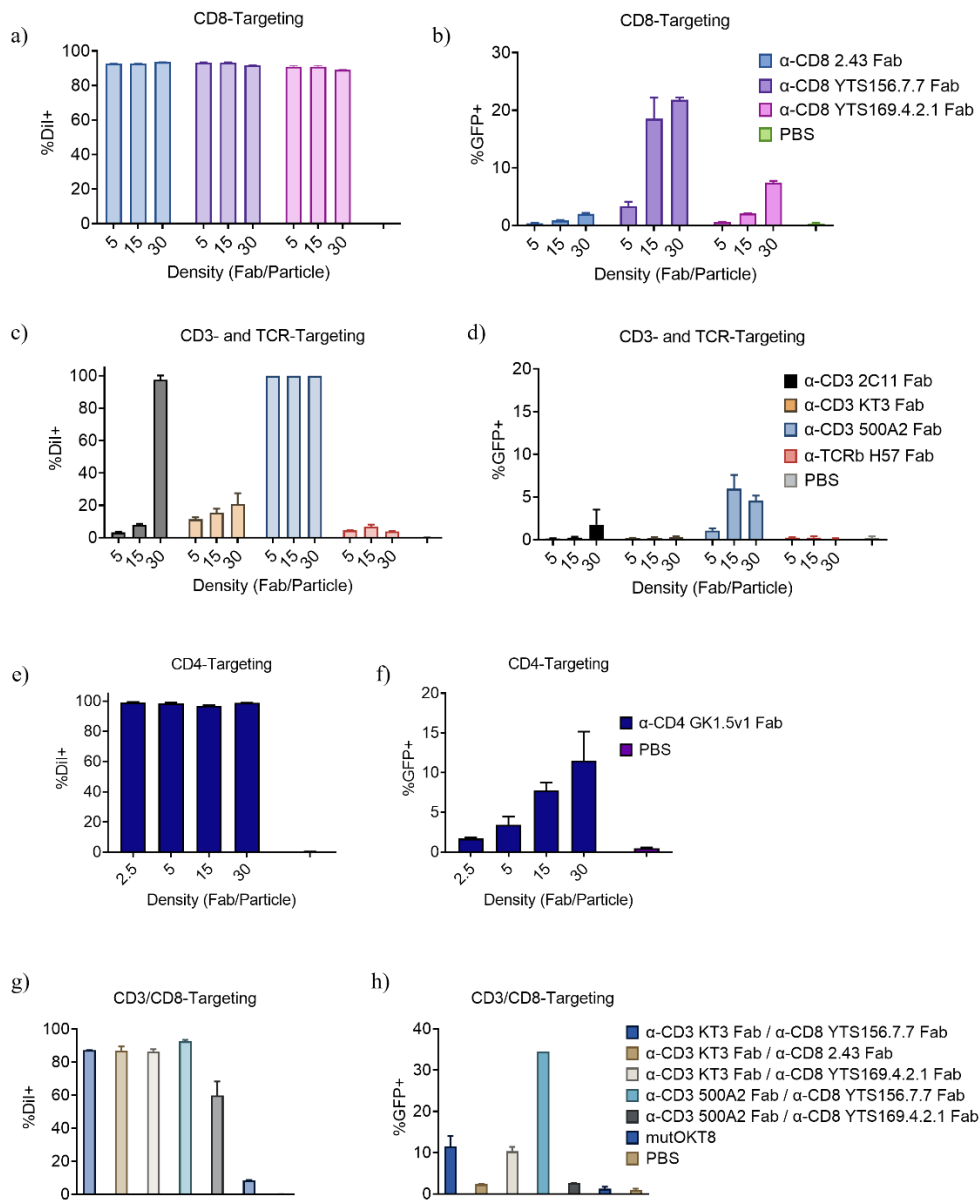 a)
CD8-Targeting
%DiI+
100
80
60
40
20
0
5
15
30
5
15
30
5
15
30
Density (Fab/Particle)
b)
CD8-Targeting
%GFP+
30
20
10
0
5
15
30
5
15
30
5
15
30
Density (Fab/Particle)
α-CD8 2.43 Fab
α-CD8 YTS156.7.7 Fab
α-CD8 YTS169.4.2.1 Fab
PBS
c)
CD3- and TCR-Targeting
%DiI+
100
80
60
40
20
0
5
15
30
5
15
30
5
15
30
5
15
30
Density (Fab/Particle)
d)
CD3- and TCR-Targeting
%GFP+
20
15
10
5
0
5
15
30
5
15
30
5
15
30
5
15
30
Density (Fab/Particle)
α-CD3 2C11 Fab
α-CD3 KT3 Fab
α-CD3 500A2 Fab
α-TCRb H57 Fab
PBS
e)
CD4-Targeting
%DiI+
100
80
60
40
20
0
2.5
5
15
30
Density (Fab/Particle)
f)
CD4-Targeting
%GFP+
20
15
10
5
0
2.5
5
15
30
Density (Fab/Particle)
α-CD4 GK1.5v1 Fab
PBS
g)
CD3/CD8-Targeting
%DiI+
100
80
60
40
20
0
h)
CD3/CD8-Targeting
%GFP+
40
30
20
10
0
α-CD3 KT3 Fab / α-CD8 YTS156.7.7 Fab
α-CD3 KT3 Fab / α-CD8 2.43 Fab
α-CD3 KT3 Fab / α-CD8 YTS169.4.2.1 Fab
α-CD3 500A2 Fab / α-CD8 YTS156.7.7 Fab
α-CD3 500A2 Fab / α-CD8 YTS169.4.2.1 Fab
mutOKT8
PBS